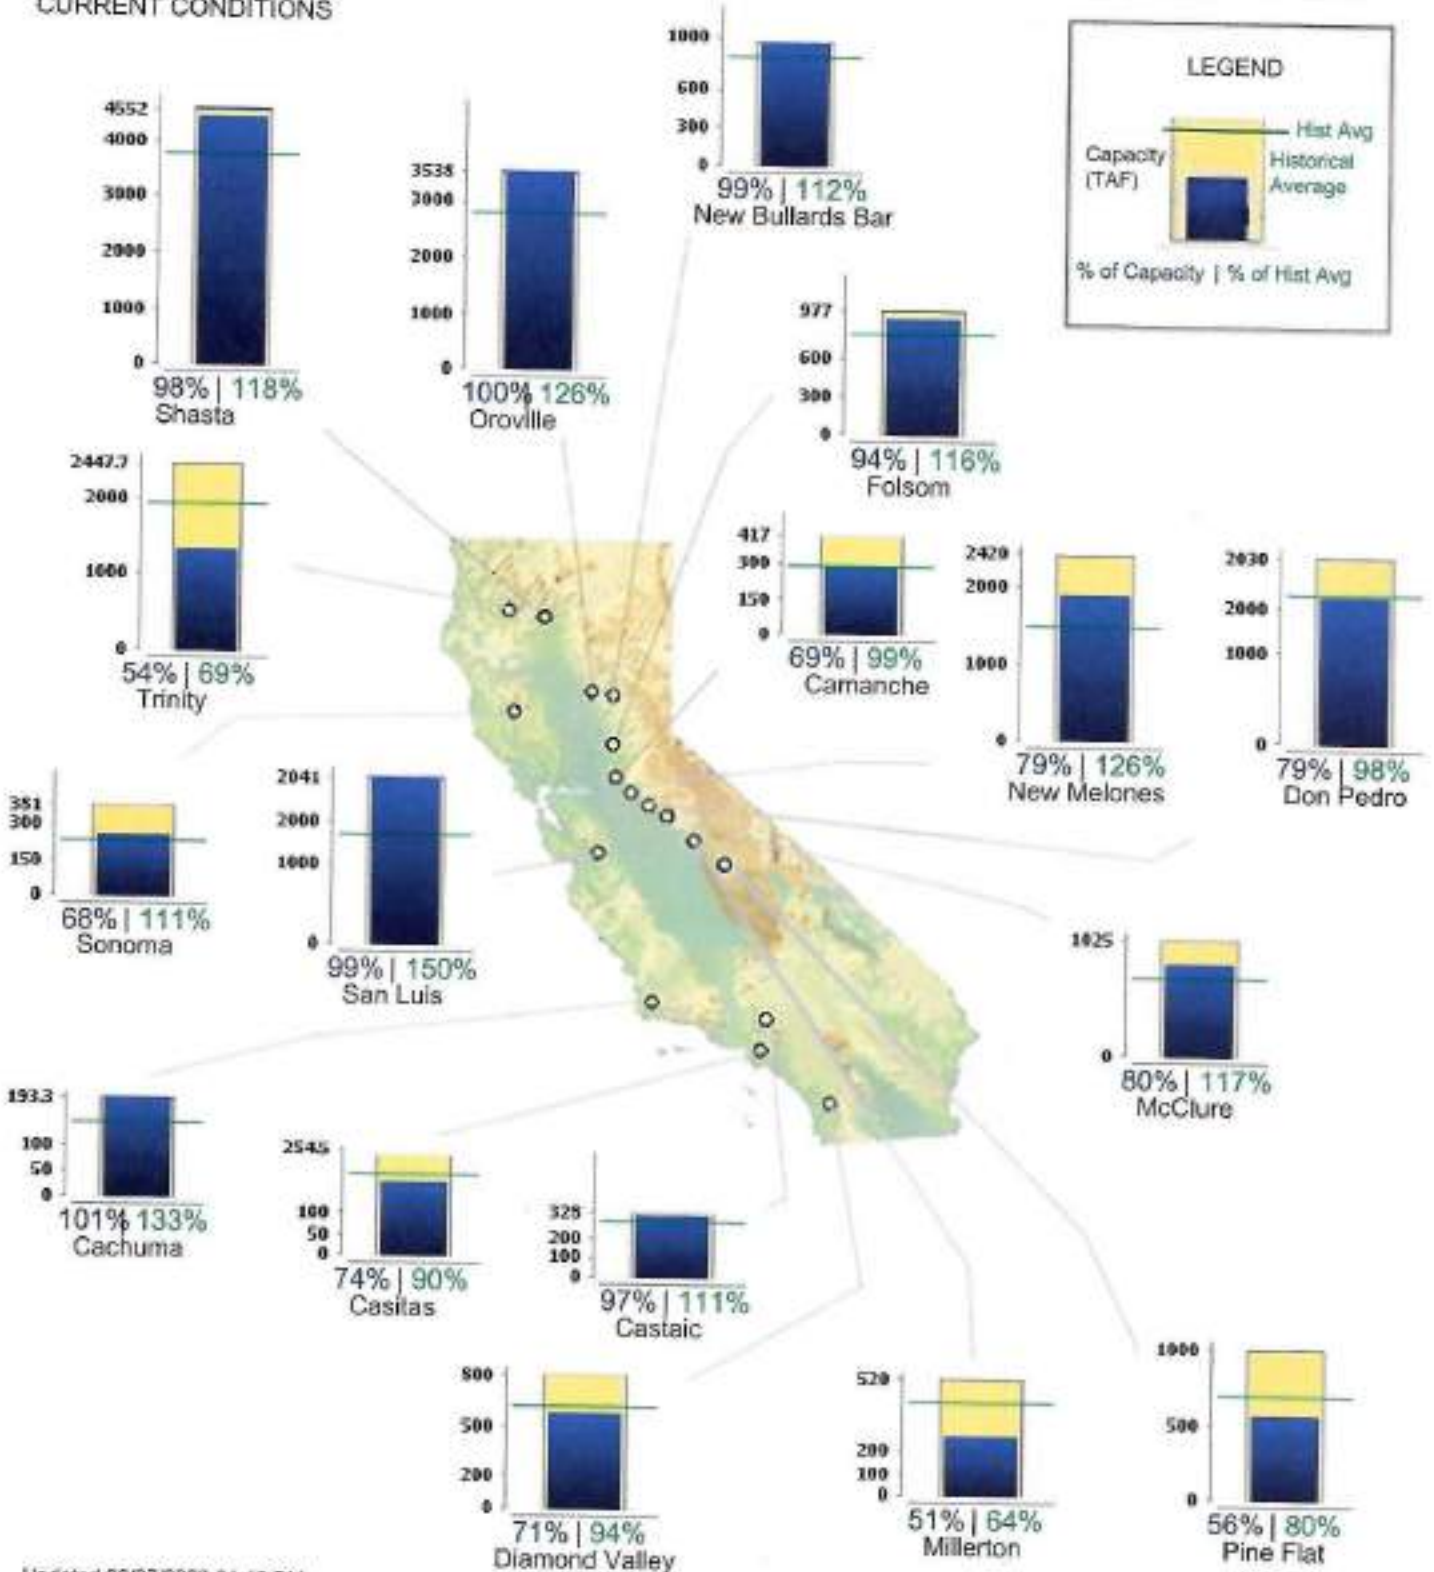 CURRENT CONDITIONS
1000
600
300
0
99% | 112%
New Bullards Bar
LEGEND
Hist Avg
Capacity
(TAF)
Historical
Average
% of Capacity | % of Hist Avg
4552
4000
3000
2000
1000
0
98% | 118%
Shasta
3538
3000
2000
1000
0
100% 126%
Oroville
977
600
300
0
94% | 116%
Folsom
2447.7
2000
1000
0
54% | 69%
Trinity
417
300
150
0
69% | 99%
Camanche
2420
2000
1000
0
79% | 126%
New Melones
2030
2000
1000
0
79% | 98%
Don Pedro
381
300
150
0
68% | 111%
Sonoma
2041
2000
1000
0
99% | 150%
San Luis
1025
0
80% | 117%
McClure
193.3
100
50
0
101% 133%
Cachuma
254.5
100
50
0
74% | 90%
Casitas
325
200
100
0
97% | 111%
Castaic
800
500
200
0
71% | 94%
Diamond Valley
520
200
100
0
51% | 64%
Millerton
1000
500
0
56% | 80%
Pine Flat